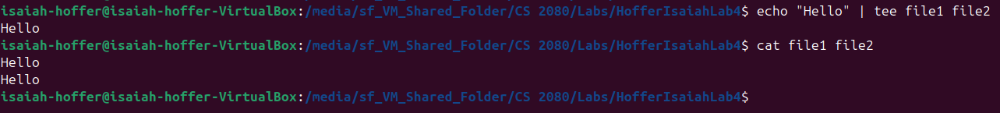 isaiah-hoffer@isaiah-hoffer-VirtualBox:/media/sf_VM_Shared_Folder/CS 2080/Labs/HofferIsaiahLab4$ echo "Hello" | tee file1 file2
Hello
isaiah-hoffer@isaiah-hoffer-VirtualBox:/media/sf_VM_Shared_Folder/CS 2080/Labs/HofferIsaiahLab4$ cat file1 file2
Hello
Hello
isaiah-hoffer@isaiah-hoffer-VirtualBox:/media/sf_VM_Shared_Folder/CS 2080/Labs/HofferIsaiahLab4$